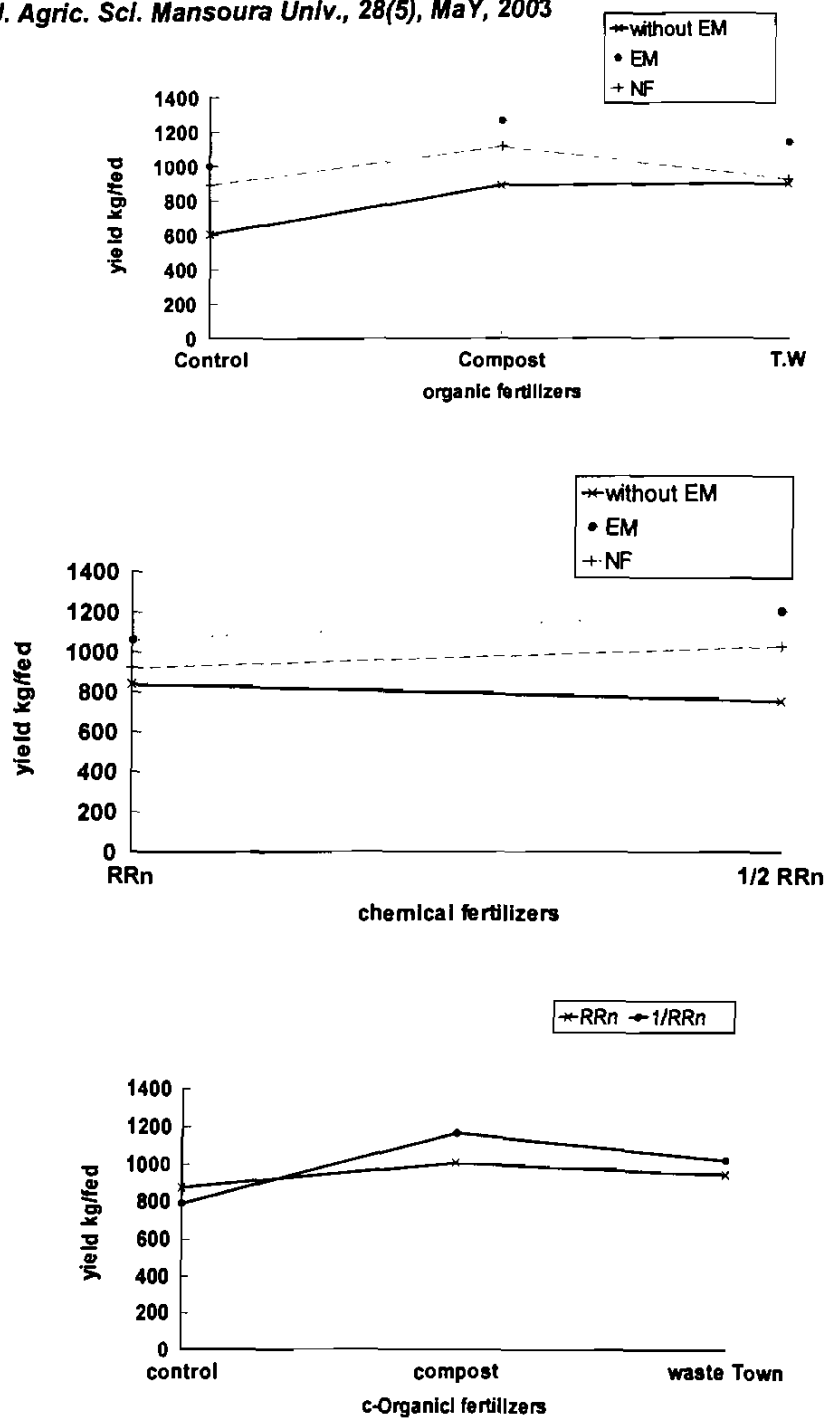 J. Agric. Sci. Mansoura Univ., 28(5), MaY, 2003
without EM
EM
NF
1400
1200
1000
800
600
400
200
0
yield kg/fed
Control Compost T.W
organic fertilizers
without EM
EM
NF
1400
1200
1000
800
600
400
200
0
yield kg/fed
RRn 1/2 RRn
chemical fertilizers
RRn 1/RRn
1400
1200
1000
800
600
400
200
0
yield kg/fed
control compost waste Town
c-Organicl fertilizers